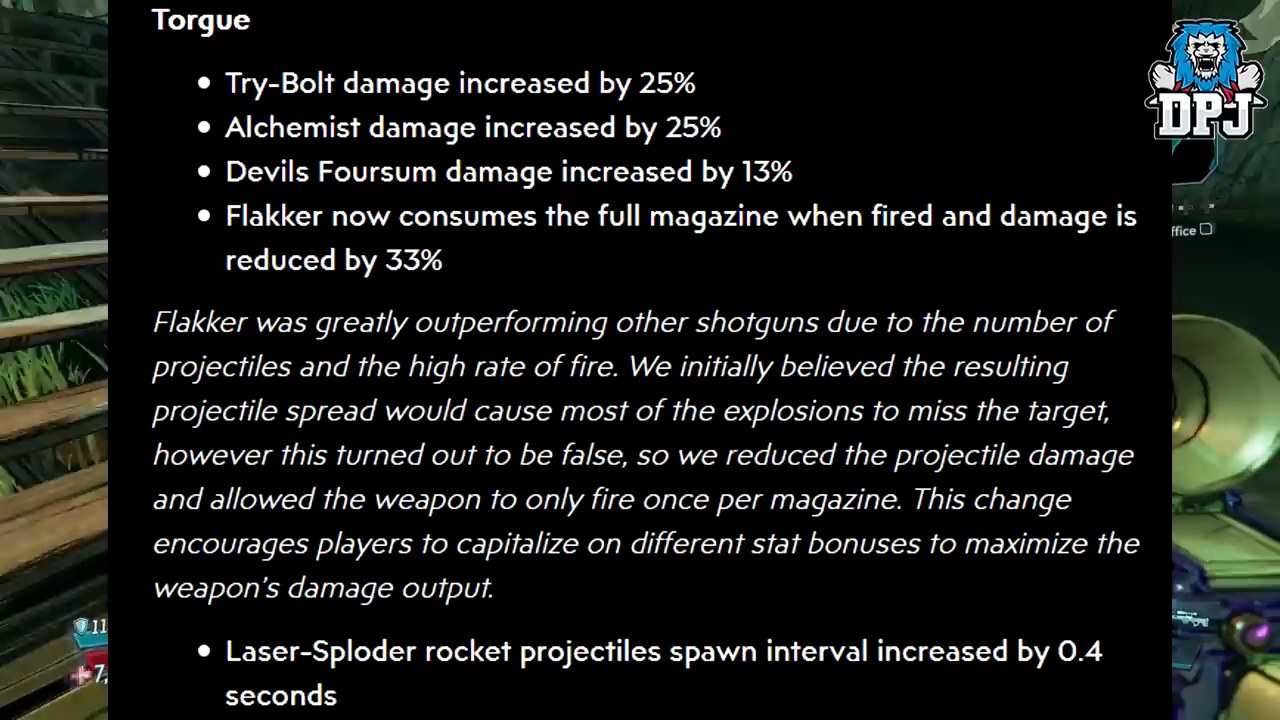 Torgue
• Try-Bolt damage increased by 25%
• Alchemist damage increased by 25%
• Devils Foursum damage increased by 13%
• Flakker now consumes the full magazine when fired and damage is
reduced by 33%
Flakker was greatly outperforming other shotguns due to the number of
projectiles and the high rate of fire. We initially believed the resulting
projectile spread would cause most of the explosions to miss the target,
however this turned out to be false, so we reduced the projectile damage
and allowed the weapon to only fire once per magazine. This change
encourages players to capitalize on different stat bonuses to maximize the
weapon's damage output.
• Laser-Sploder rocket projectiles spawn interval increased by 0.4
seconds
DPJ
ffice
11
7,